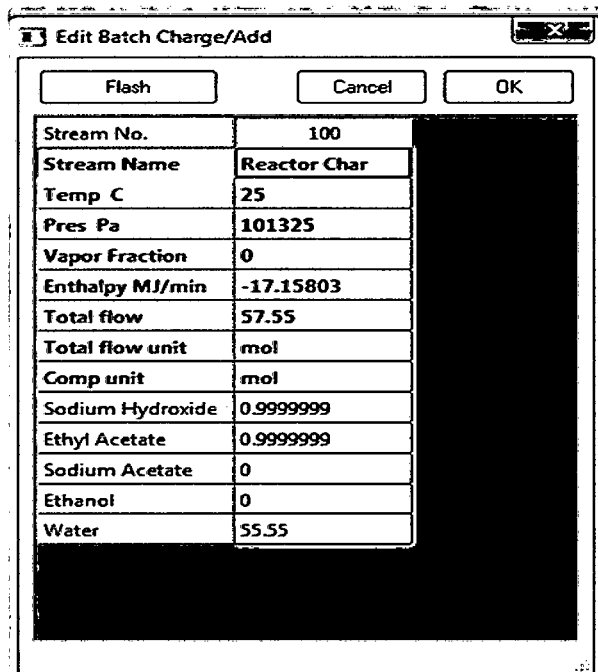 Edit Batch Charge/Add
Flash Cancel OK
Stream No. 100
Stream Name Reactor Char
Temp C 25
Pres Pa 101325
Vapor Fraction 0
Enthalpy MJ/min -17.15803
Total flow 57.55
Total flow unit mol
Comp unit mol
Sodium Hydroxide 0.9999999
Ethyl Acetate 0.9999999
Sodium Acetate 0
Ethanol 0
Water 55.55